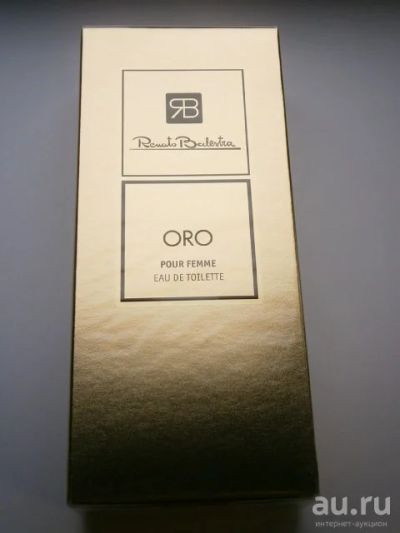 RB
Renato Balestra
ORO
POUR FEMME
EAU DE TOILETTE
au.ru
интернет-аукцион